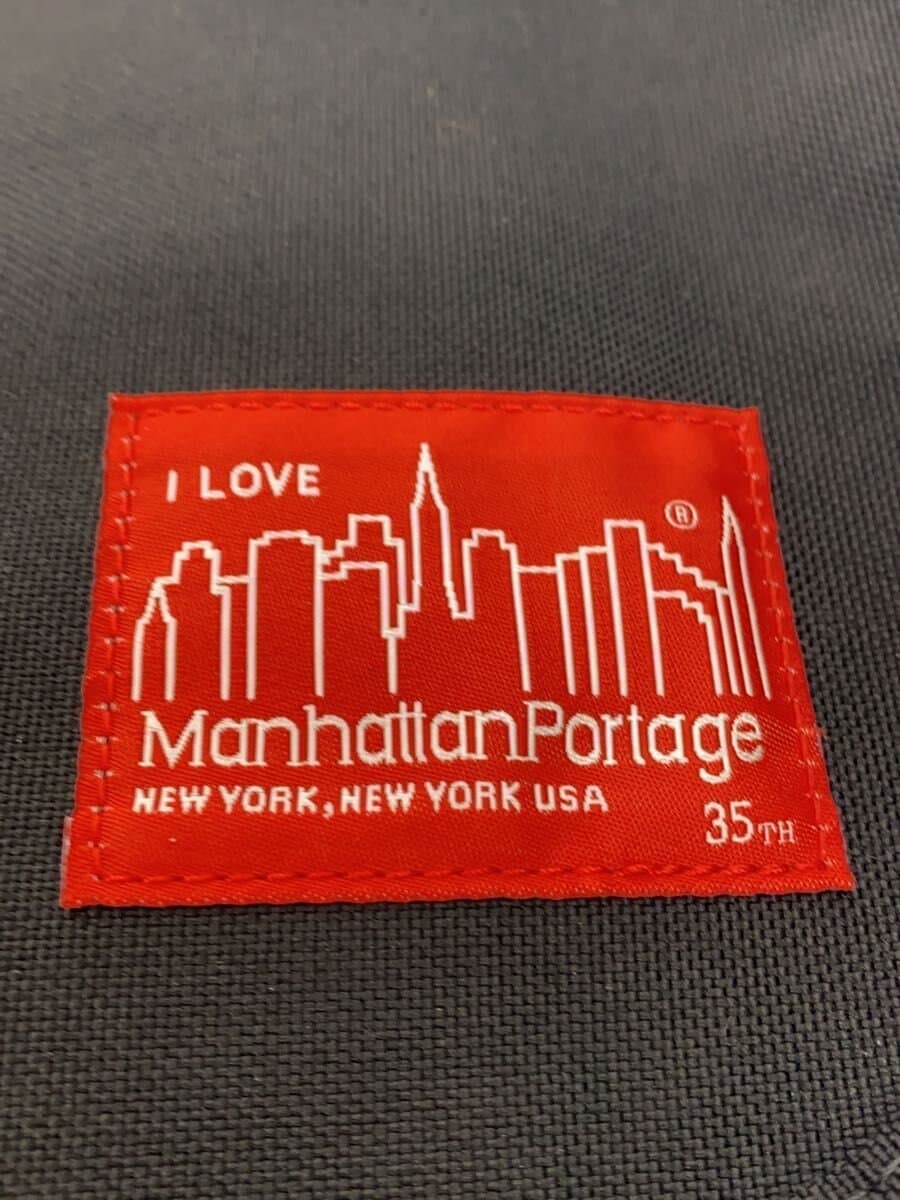 I LOVE
®
ManhattanPortage
NEW YORK, NEW YORK USA
35TH